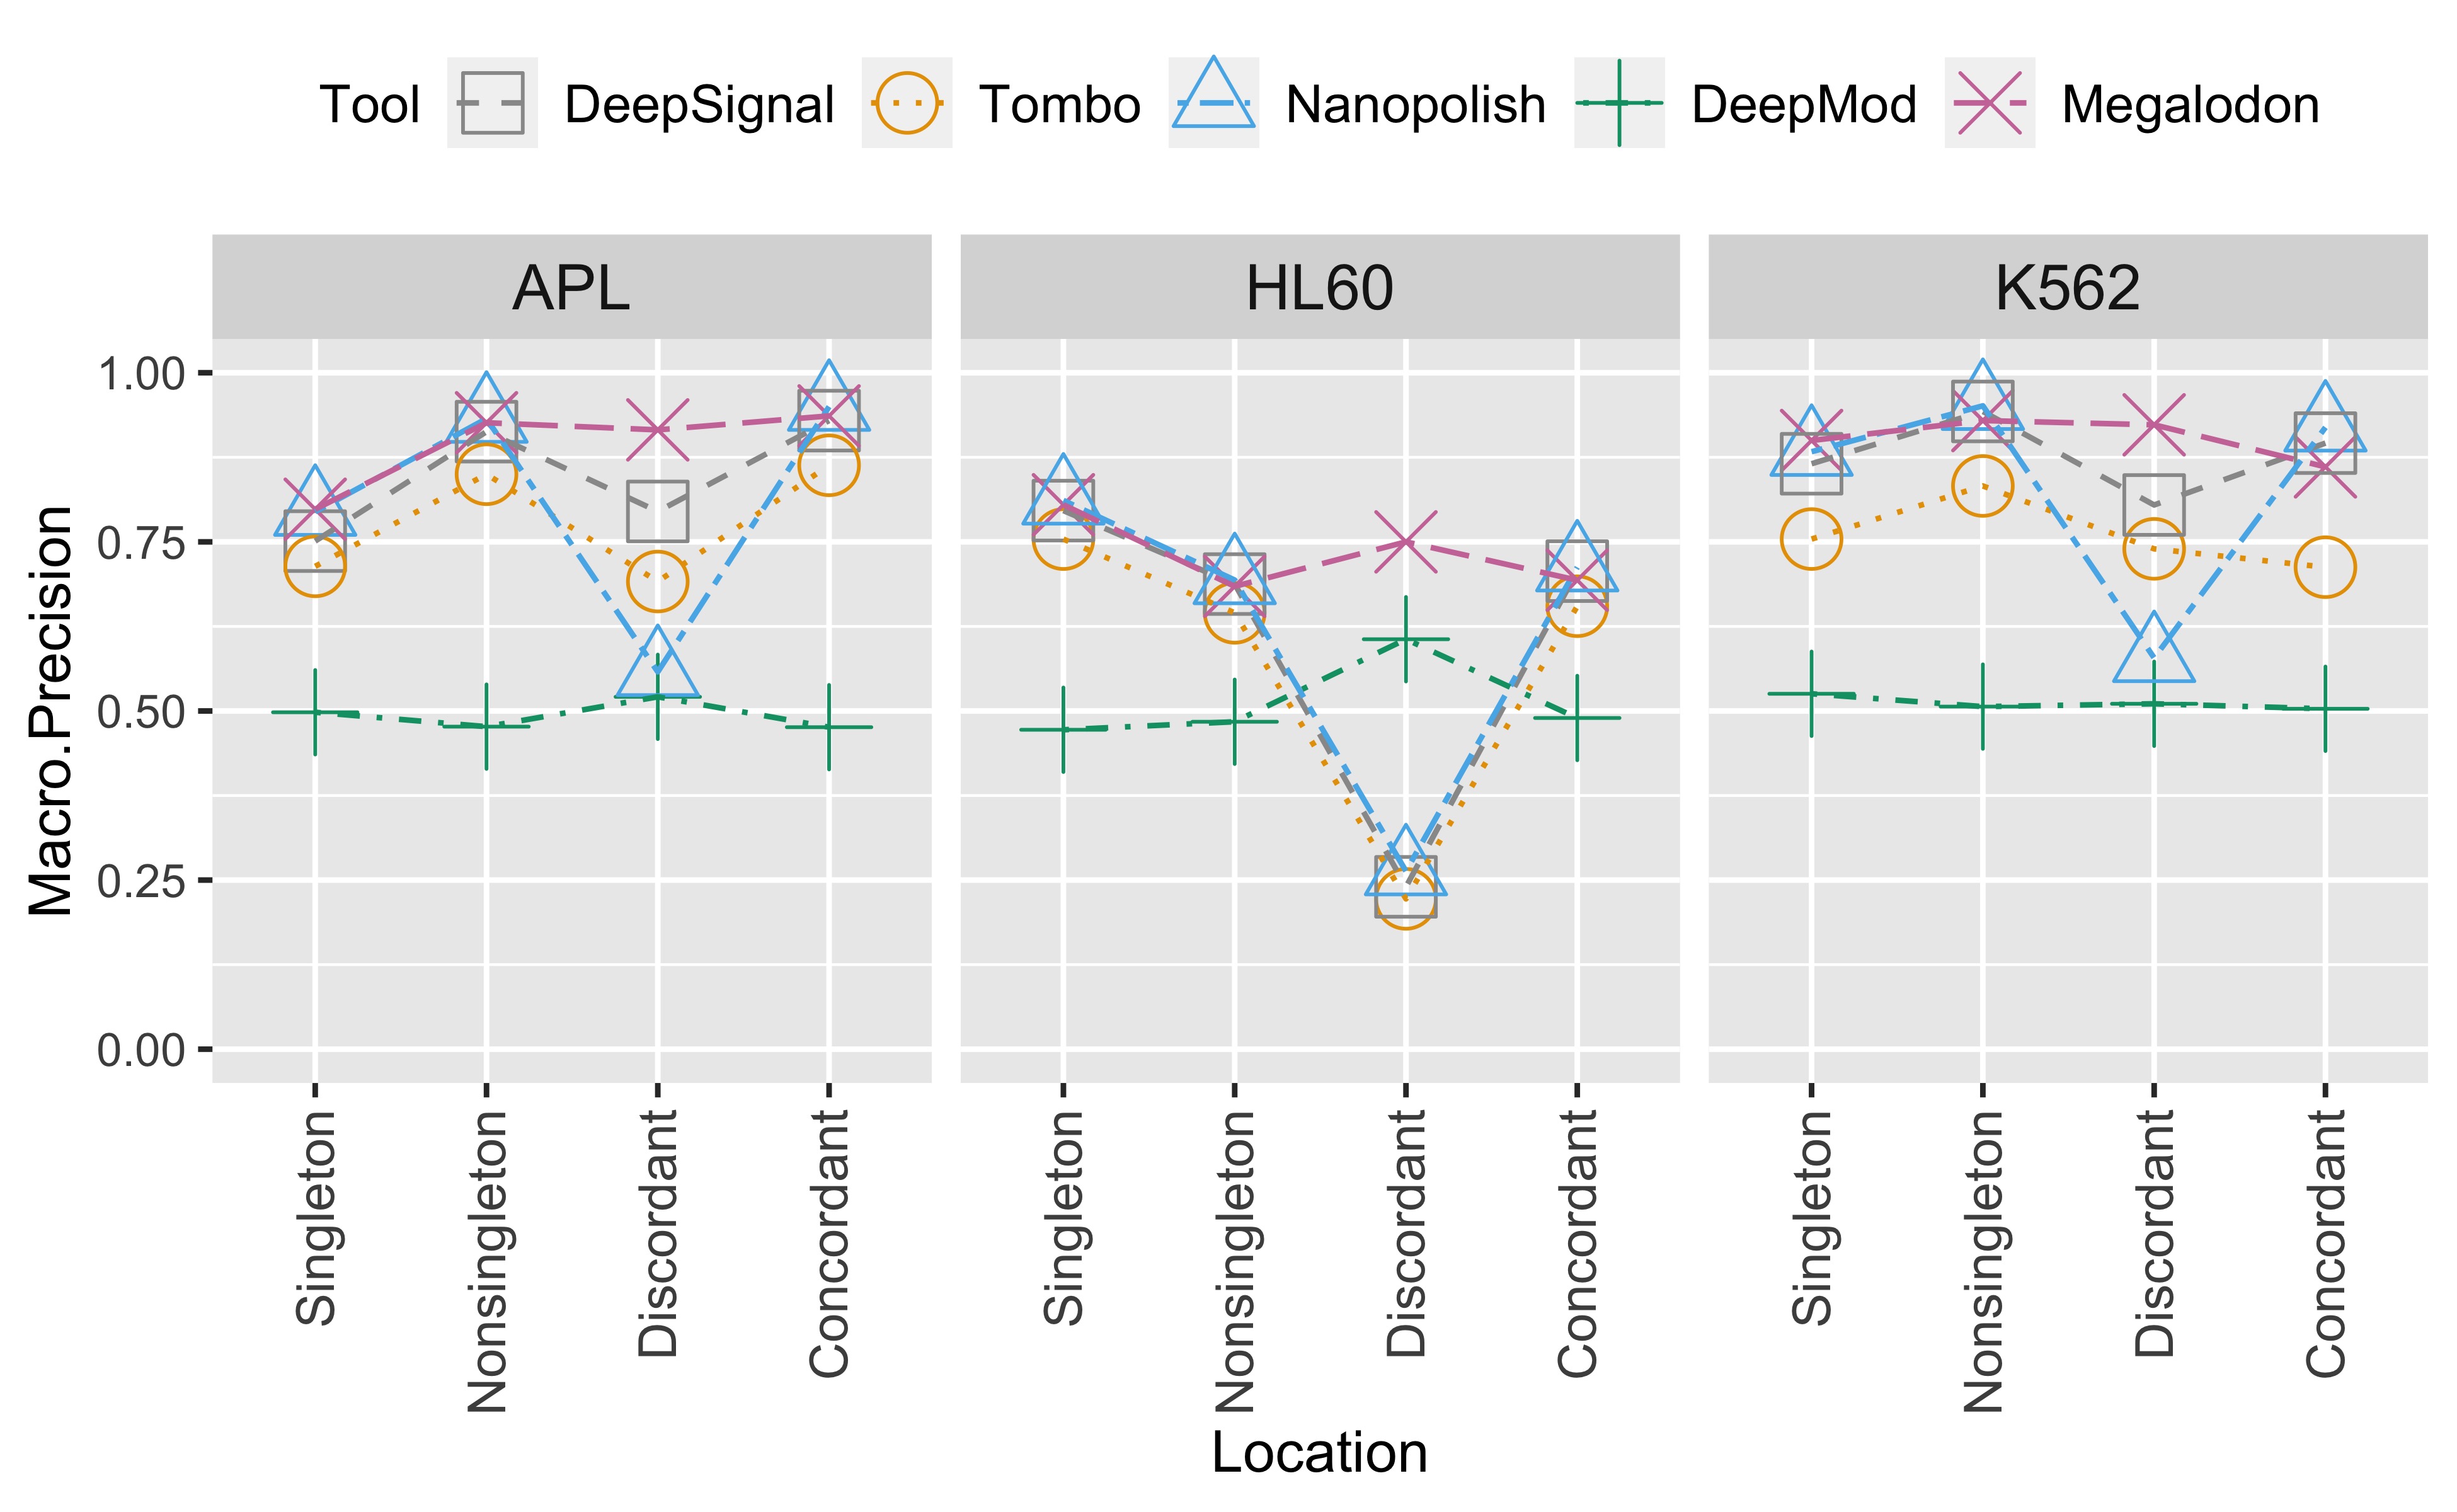 Tool DeepSignal Tombo Nanopolish DeepMod Megalodon
APL HL60 K562
Macro.Precision
1.00
0.75
0.50
0.25
0.00
Singleton Nonsingleton Discordant Concordant Singleton Nonsingleton Discordant Concordant Singleton Nonsingleton Discordant Concordant
Location